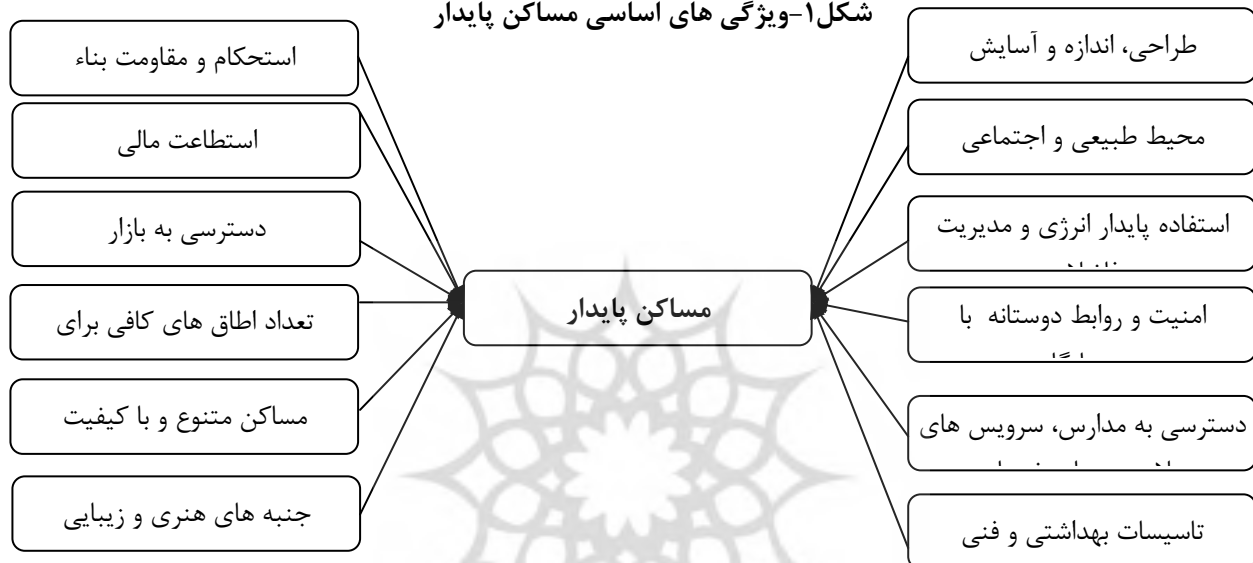 شکل۱-ویژگی های اساسی مساکن پایدار
طراحی، اندازه و آسایش
محیط طبیعی و اجتماعی
استفاده پایدار انرژی و مدیریت
امنیت و روابط دوستانه با
دسترسی به مدارس، سرویس های
تاسیسات بهداشتی و فنی
مساکن پایدار
استحکام و مقاومت بناء
استطاعت مالی
دسترسی به بازار
تعداد اطاق های کافی برای
مساکن متنوع و با کیفیت
جنبه های هنری و زیبایی